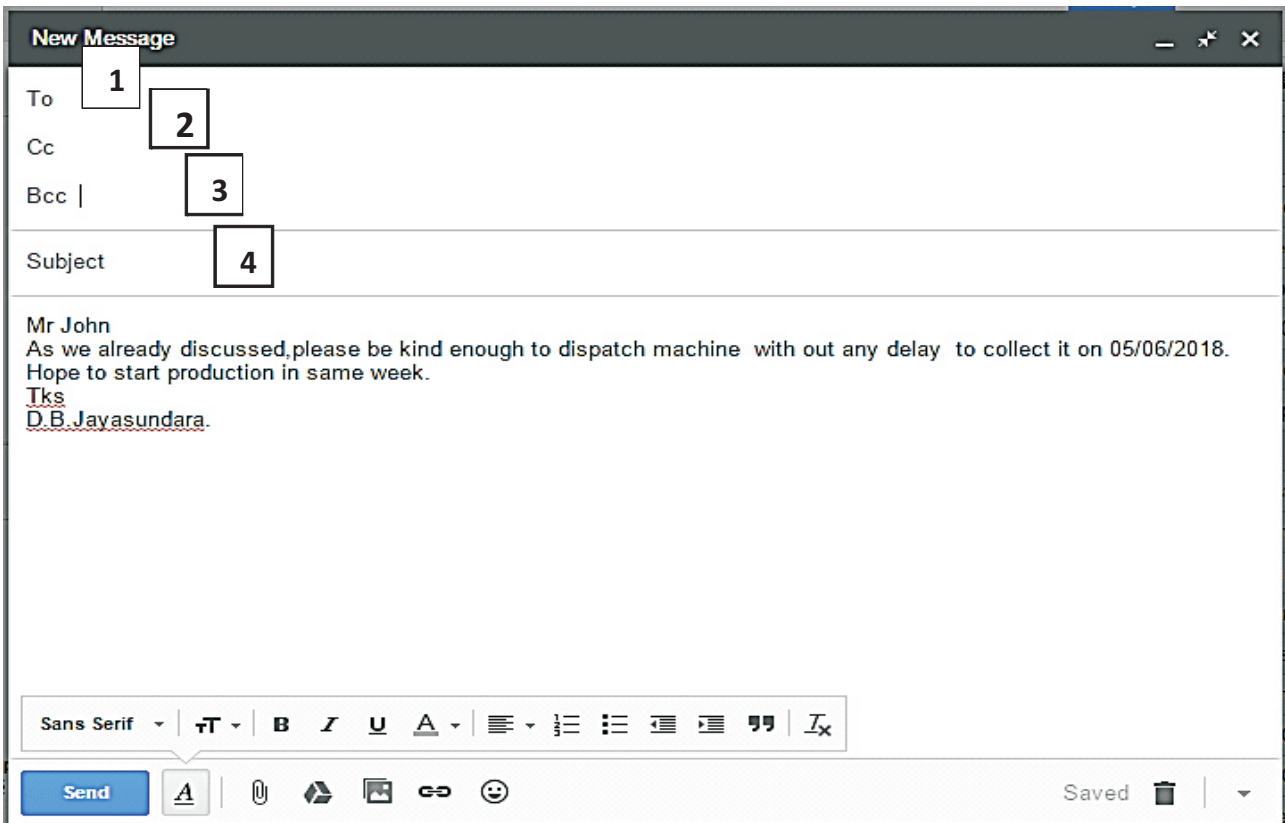 New Message
1
To
2
Cc
3
Bcc
4
Subject
Mr John
As we already discussed,please be kind enough to dispatch machine  with out any delay  to collect it on 05/06/2018.
Hope to start production in same week.
Tks
D.B.Jayasundara.
Sans Serif
Send
Saved